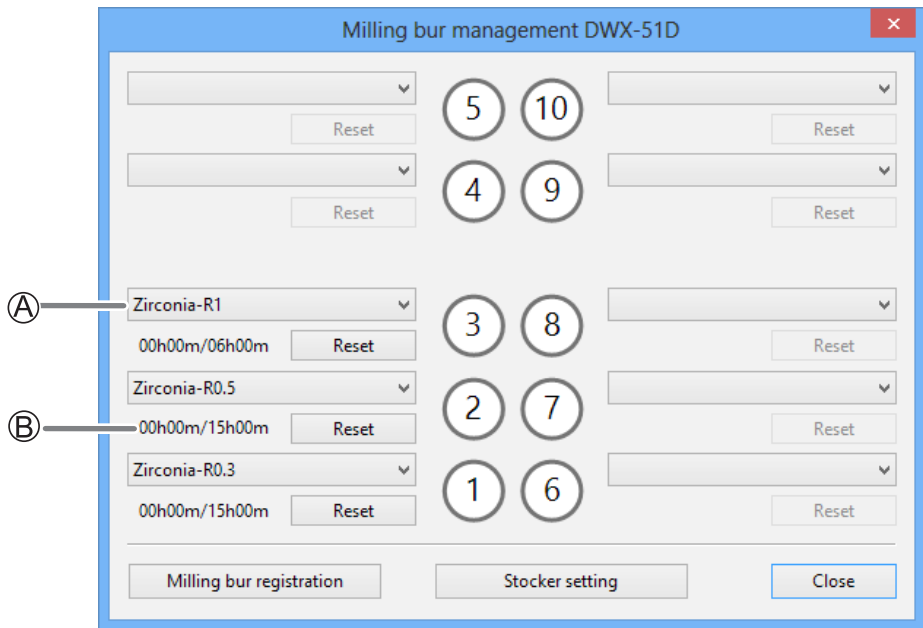 Milling bur management DWX-51D
5 10
Reset Reset
4 9
Reset Reset
A Zirconia-R1
3 8
00h00m/06h00m Reset Reset
Zirconia-R0.5
2 7
B 00h00m/15h00m Reset Reset
Zirconia-R0.3
1 6
00h00m/15h00m Reset Reset
Milling bur registration Stocker setting Close